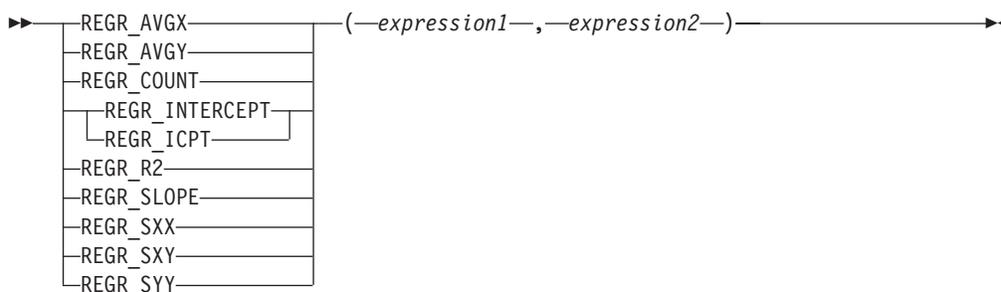 REGR_AVGX ( expression1 , expression2 )
REGR_AVGY
REGR_COUNT
REGR_INTERCEPT
REGR_ICPT
REGR_R2
REGR_SLOPE
REGR_SXX
REGR_SXY
REGR_SYY